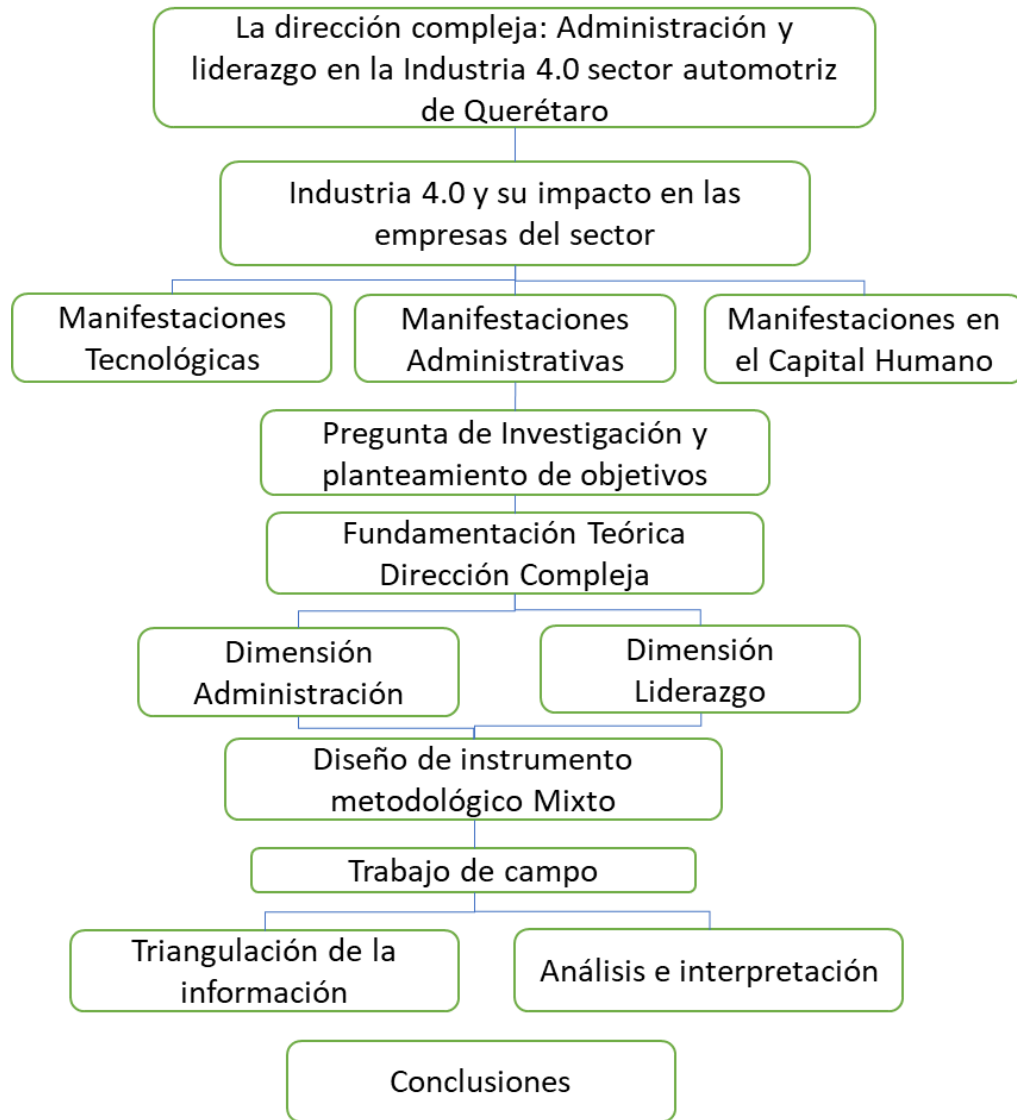 La dirección compleja: Administración y
liderazgo en la Industria 4.0 sector automotriz
de Querétaro
Industria 4.0 y su impacto en las
empresas del sector
Manifestaciones
Tecnológicas
Manifestaciones
Administrativas
Manifestaciones en
el Capital Humano
Pregunta de Investigación y
planteamiento de objetivos
Fundamentación Teórica
Dirección Compleja
Dimensión
Administración
Dimensión
Liderazgo
Diseño de instrumento
metodológico Mixto
Trabajo de campo
Triangulación de la
información
Análisis e interpretación
Conclusiones